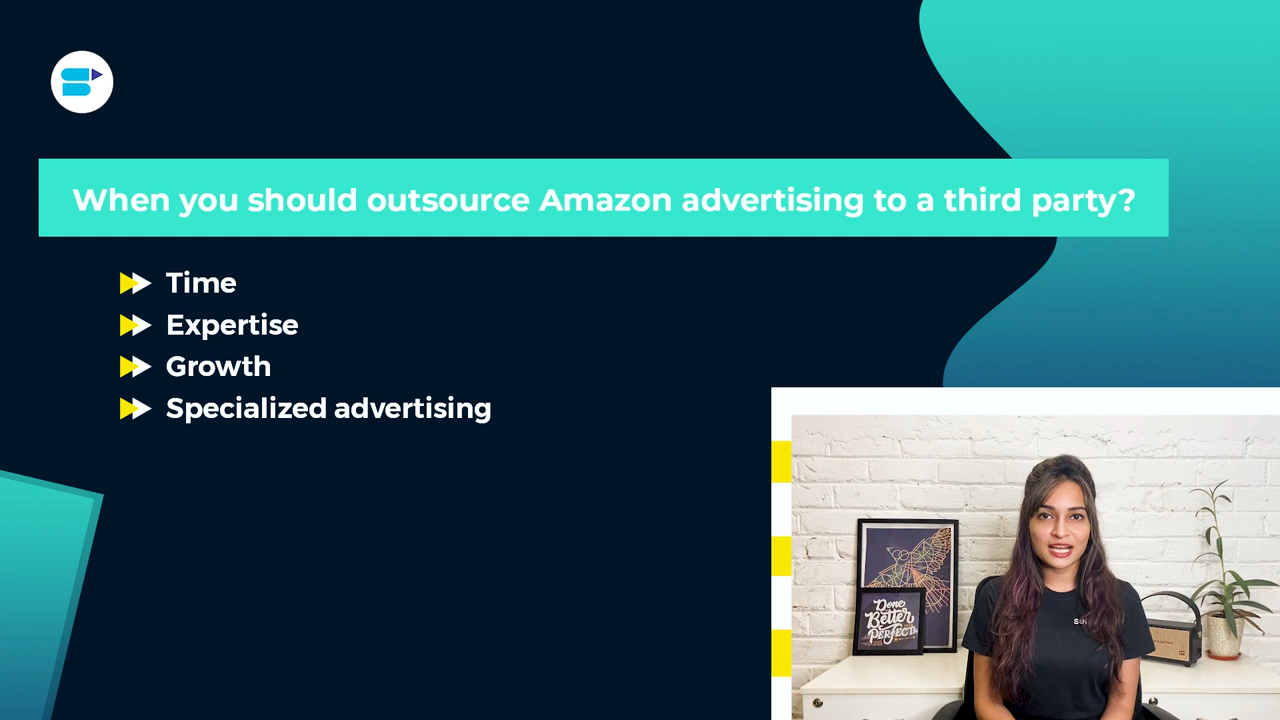 When you should outsource Amazon advertising to a third party?
Time
Expertise
Growth
Specialized advertising
Done
Better
PERFECT